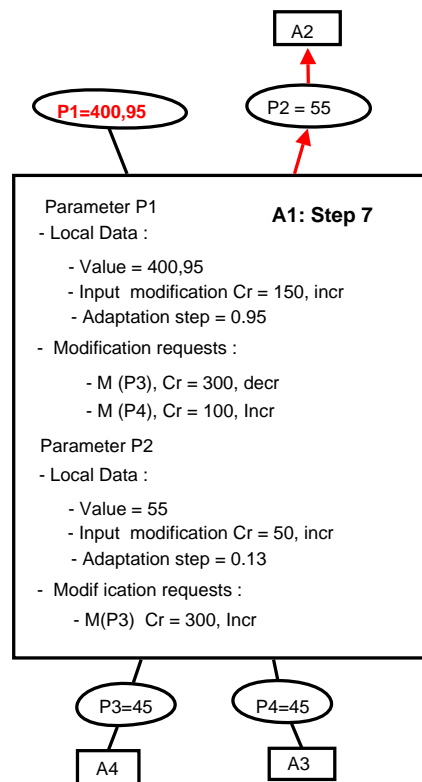 A2
P1=400,95
P2 = 55
Parameter P1
A1: Step 7
- Local Data :
- Value = 400,95
- Input modification Cr = 150, incr
- Adaptation step = 0.95
- Modification requests :
- M (P3), Cr = 300, decr
- M (P4), Cr = 100, Incr
Parameter P2
- Local Data :
- Value = 55
- Input modification Cr = 50, incr
- Adaptation step = 0.13
- Modif ication requests :
- M(P3) Cr = 300, Incr
P3=45
P4=45
A4
A3